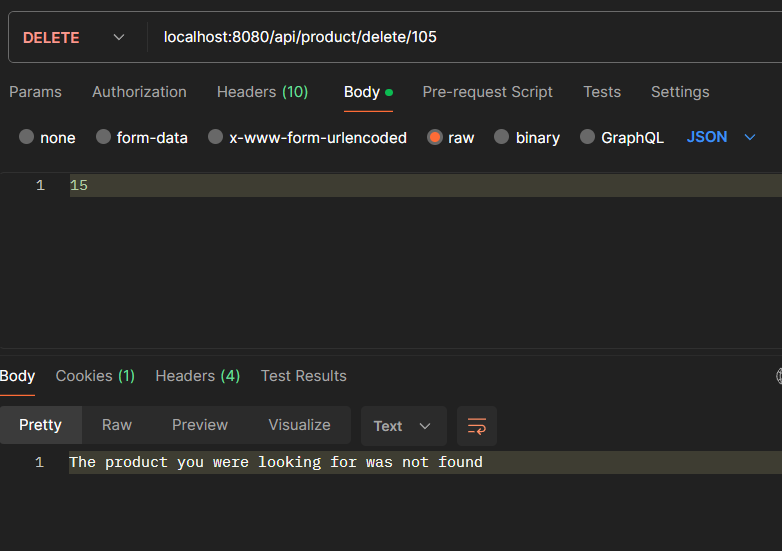 DELETE localhost:8080/api/product/delete/105
Params Authorization Headers (10) Body Pre-request Script Tests Settings
none form-data x-www-form-urlencoded raw binary GraphQL JSON
1 15
Body Cookies (1) Headers (4) Test Results
Pretty Raw Preview Visualize Text
1 The product you were looking for was not found